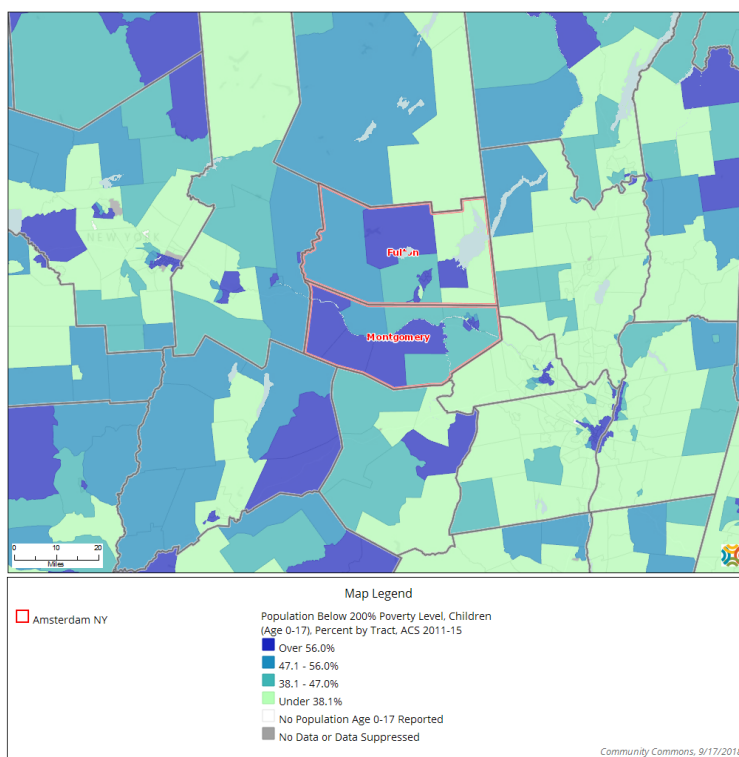 NEW YORK
Fulton
Montgomery
0 10 20
Miles
Map Legend
Amsterdam NY
Population Below 200% Poverty Level, Children
(Age 0-17), Percent by Tract, ACS 2011-15
Over 56.0%
47.1 - 56.0%
38.1 - 47.0%
Under 38.1%
No Population Age 0-17 Reported
No Data or Data Suppressed
Community Commons, 9/17/2018